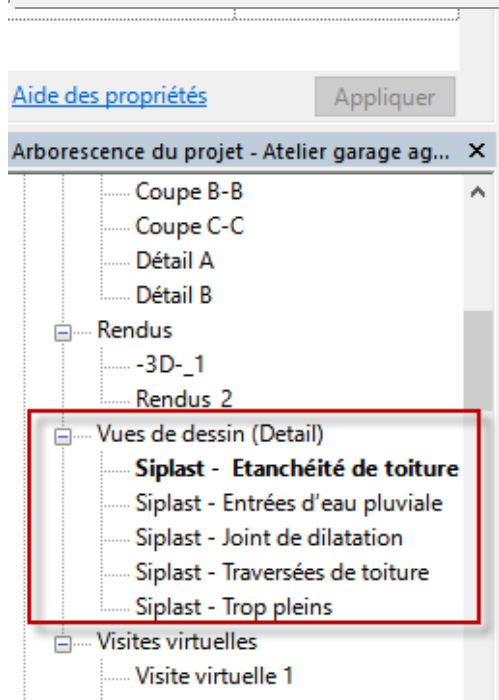 Aide des propriétés Appliquer
Arborescence du projet - Atelier garage ag... X
Coupe B-B
Coupe C-C
Détail A
Détail B
Rendus
-3D-_1
Rendus 2
Vues de dessin (Detail)
Siplast - Etanchéité de toiture
Siplast - Entrées d'eau pluviale
Siplast - Joint de dilatation
Siplast - Traversées de toiture
Siplast - Trop pleins
Visites virtuelles
Visite virtuelle 1